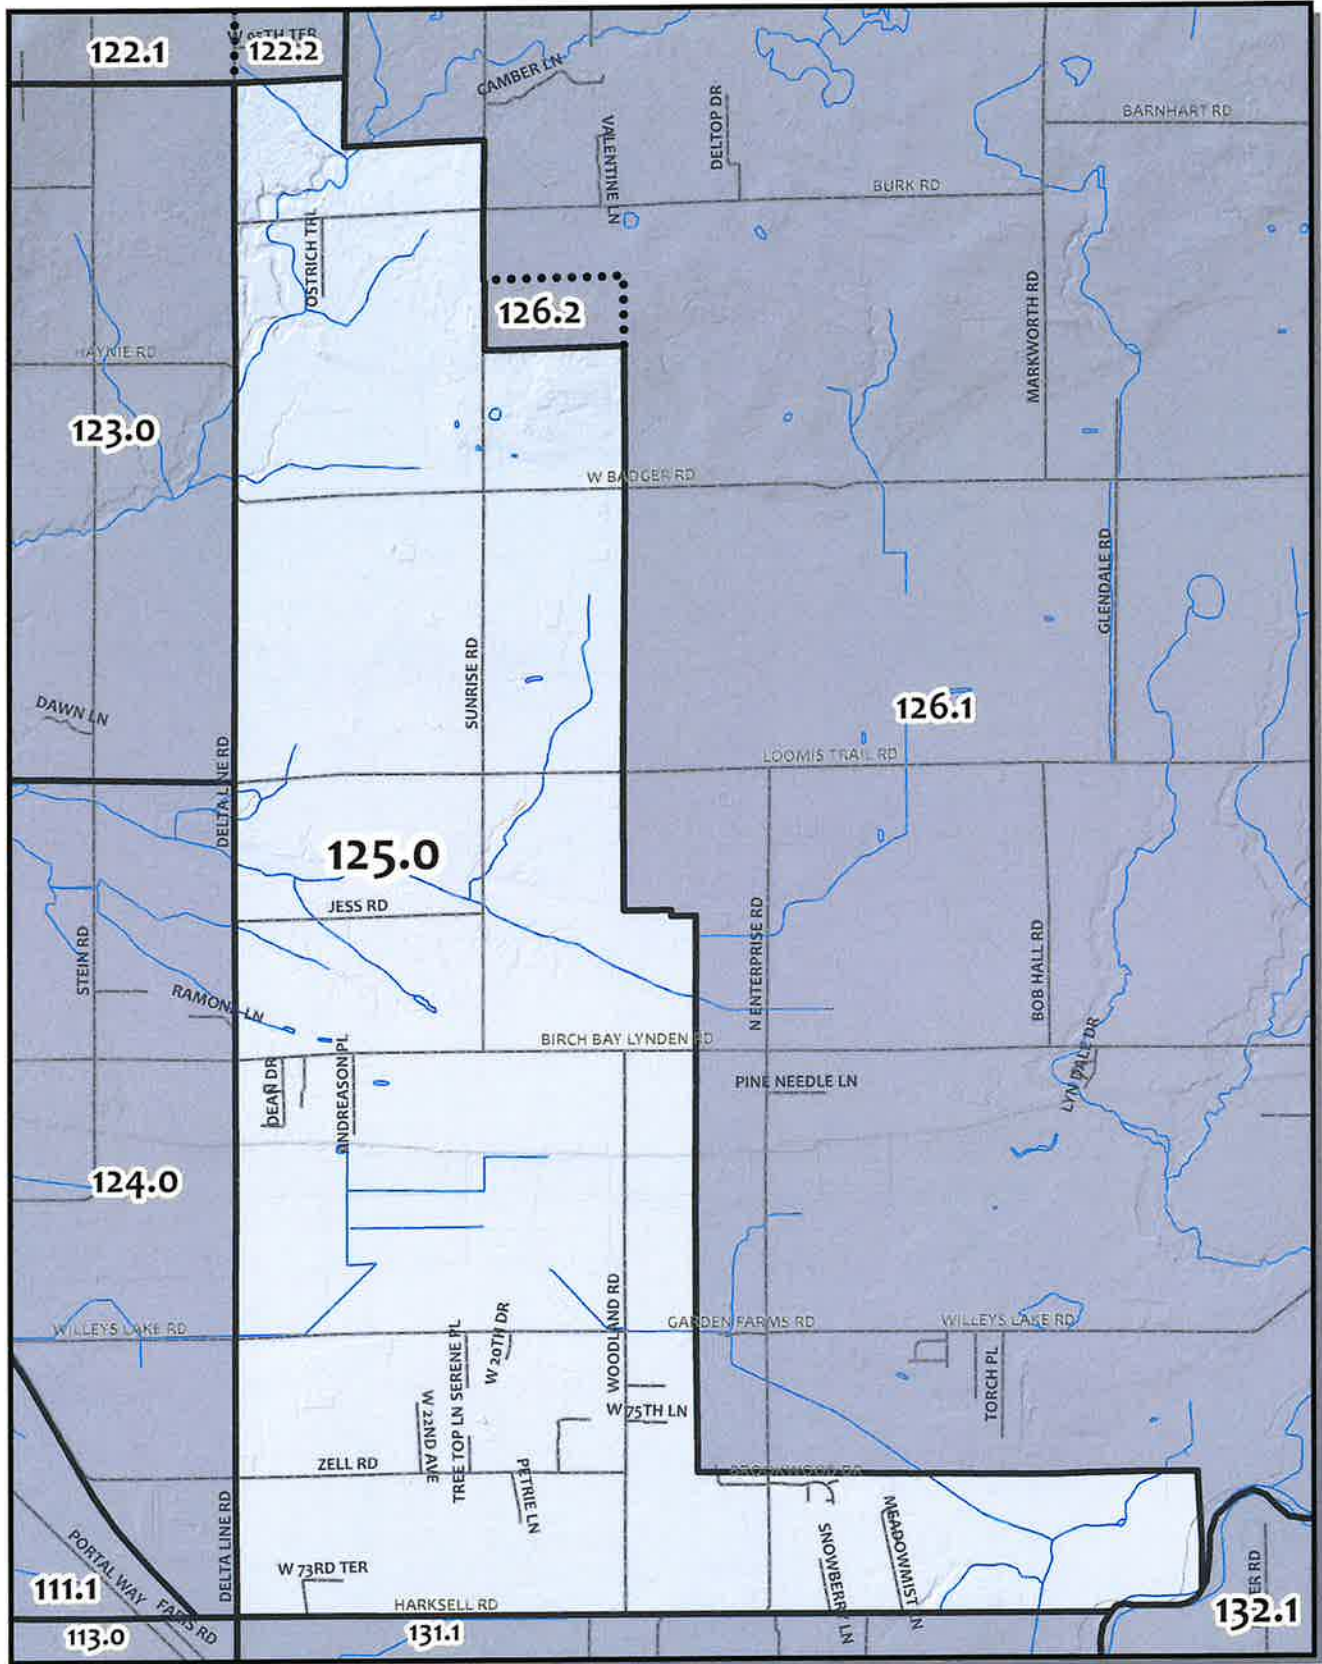 122.1
122.2
CAMBER LN
VALENTINE LN
DELTOP DR
BARNHART RD
BURK RD
OSTRICH TRL
126.2
MARKWORTH RD
HAYNIE RD
123.0
W BADGER RD
GLENDALE RD
SUNRISE RD
DAWN LN
126.1
DELTA LINE RD
LOOMIS TRAIL RD
125.0
JESS RD
STEIN RD
N ENTERPRISE RD
BOB HALL RD
RAMONA LN
BIRCH BAY LYNDEN RD
DEAN DR
ANDREASON PL
PINE NEEDLE LN
LYNDALE DR
124.0
WILLEYS LAKE RD
WOODLAND RD
GARDEN FARMS RD
WILLEYS LAKE RD
W 20TH DR
SERENE PL
TREE TOP LN
W 22ND AVE
W 75TH LN
TORCH PL
ZELL RD
PETRIE LN
BROOKWOOD DR
SNOWBERRY LN
MEADOWMIST LN
DELTA LINE RD
PORTAL WAY
W 73RD TER
HARKSELL RD
111.1
113.0
131.1
132.1